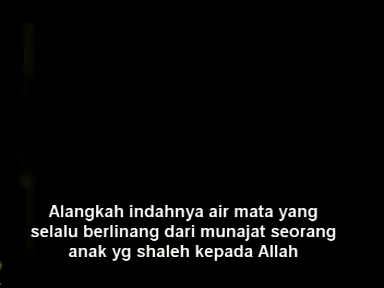 Alangkah indahnya air mata yang
selalu berlinang dari munajat seorang
anak yg shaleh kepada Allah